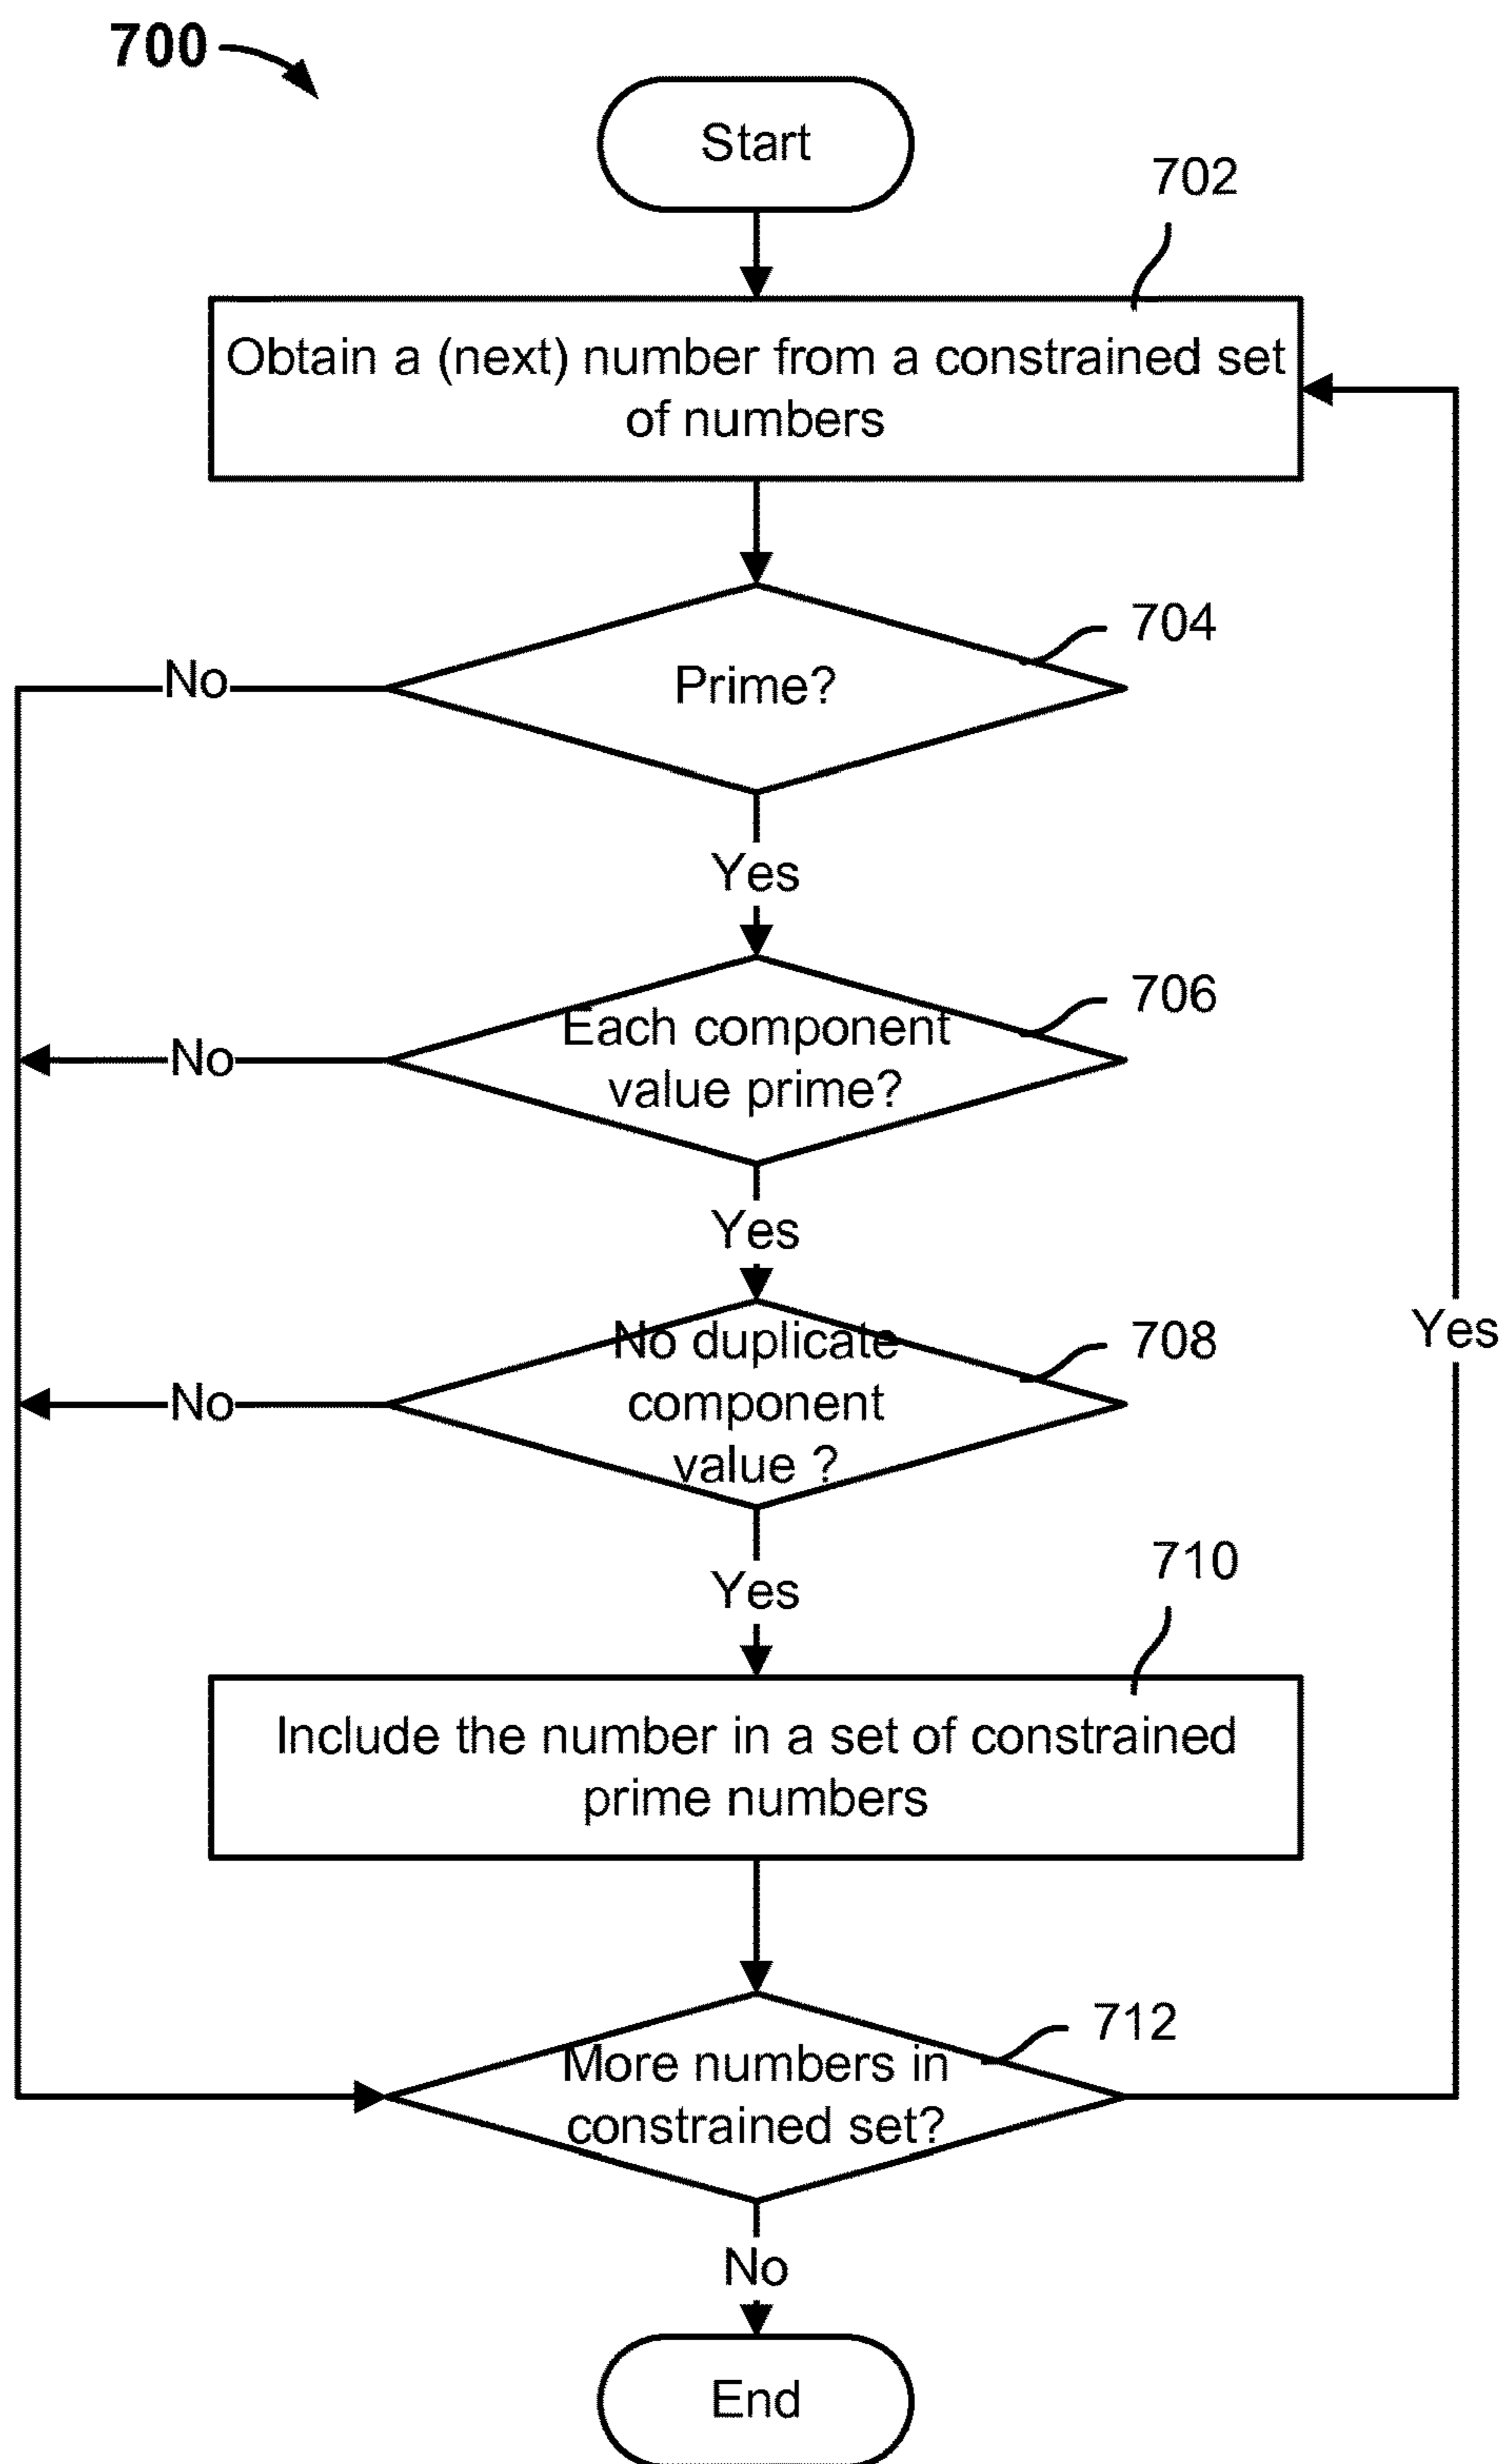 700
Start
702
Obtain a (next) number from a constrained set
of numbers
704
Prime?
No
Yes
706
Each component
value prime?
No
Yes
708
No duplicate
component
value ?
No
Yes
Yes
710
Include the number in a set of constrained
prime numbers
712
More numbers in
constrained set?
No
End